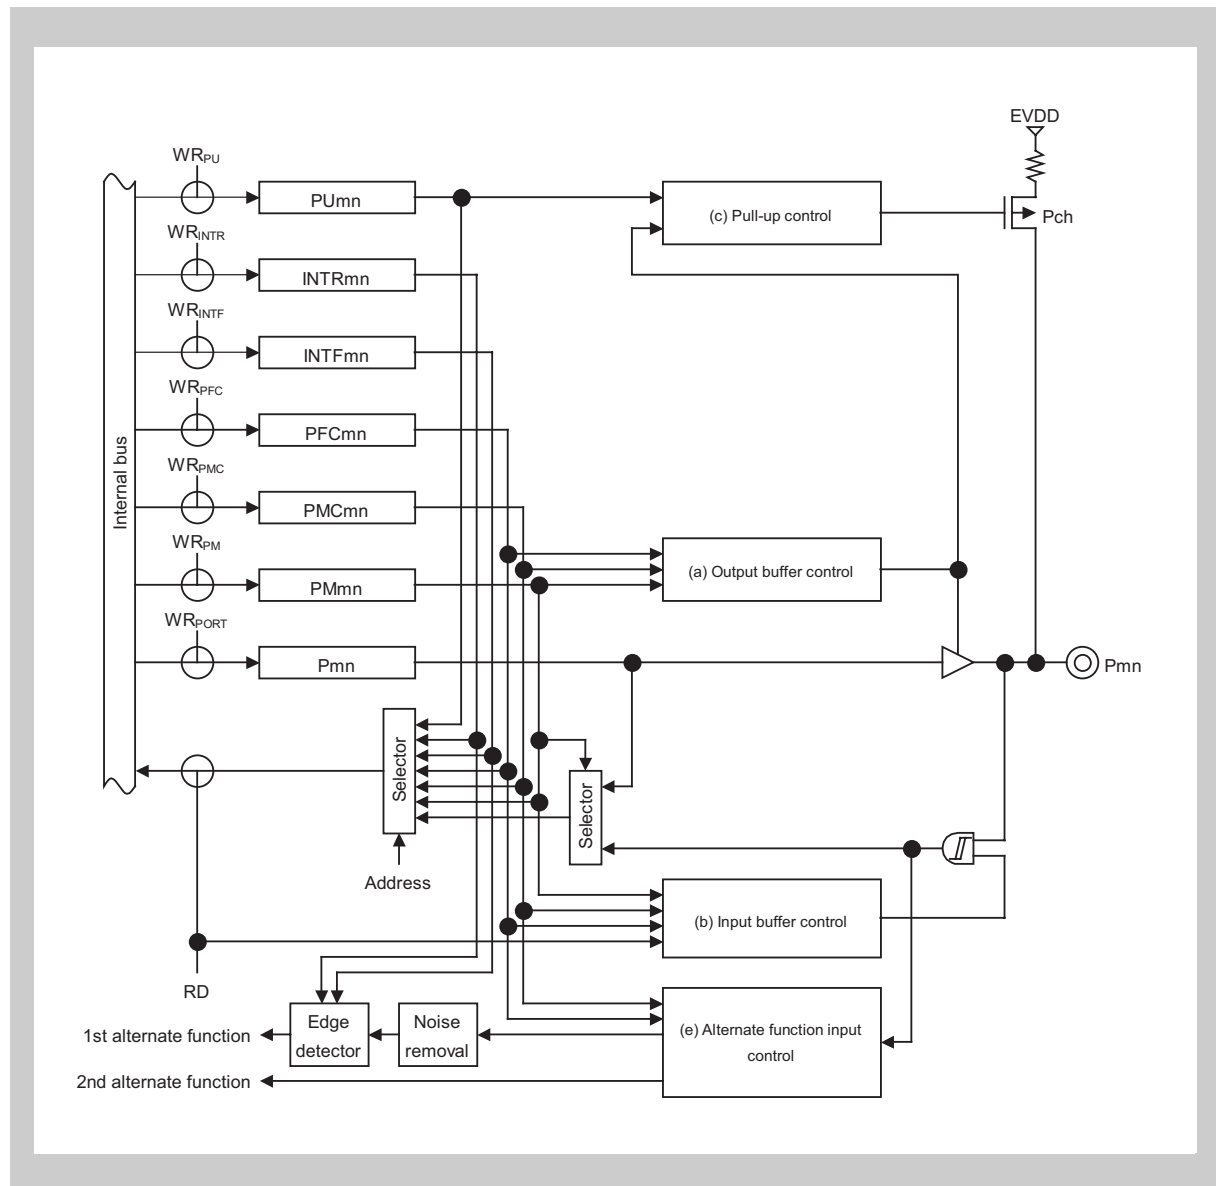 EVDD
WRPU
PUmn
(c) Pull-up control
Pch
WRINTR
INTRmn
WRINTF
INTFmn
WRPFC
PFCmn
Internal bus
WRPMC
PMCmn
WRPM
PMmn
(a) Output buffer control
WRPORT
Pmn
Pmn
Selector
Selector
Address
(b) Input buffer control
RD
Edge
detector
Noise
removal
(e) Alternate function input
control
1st alternate function
2nd alternate function